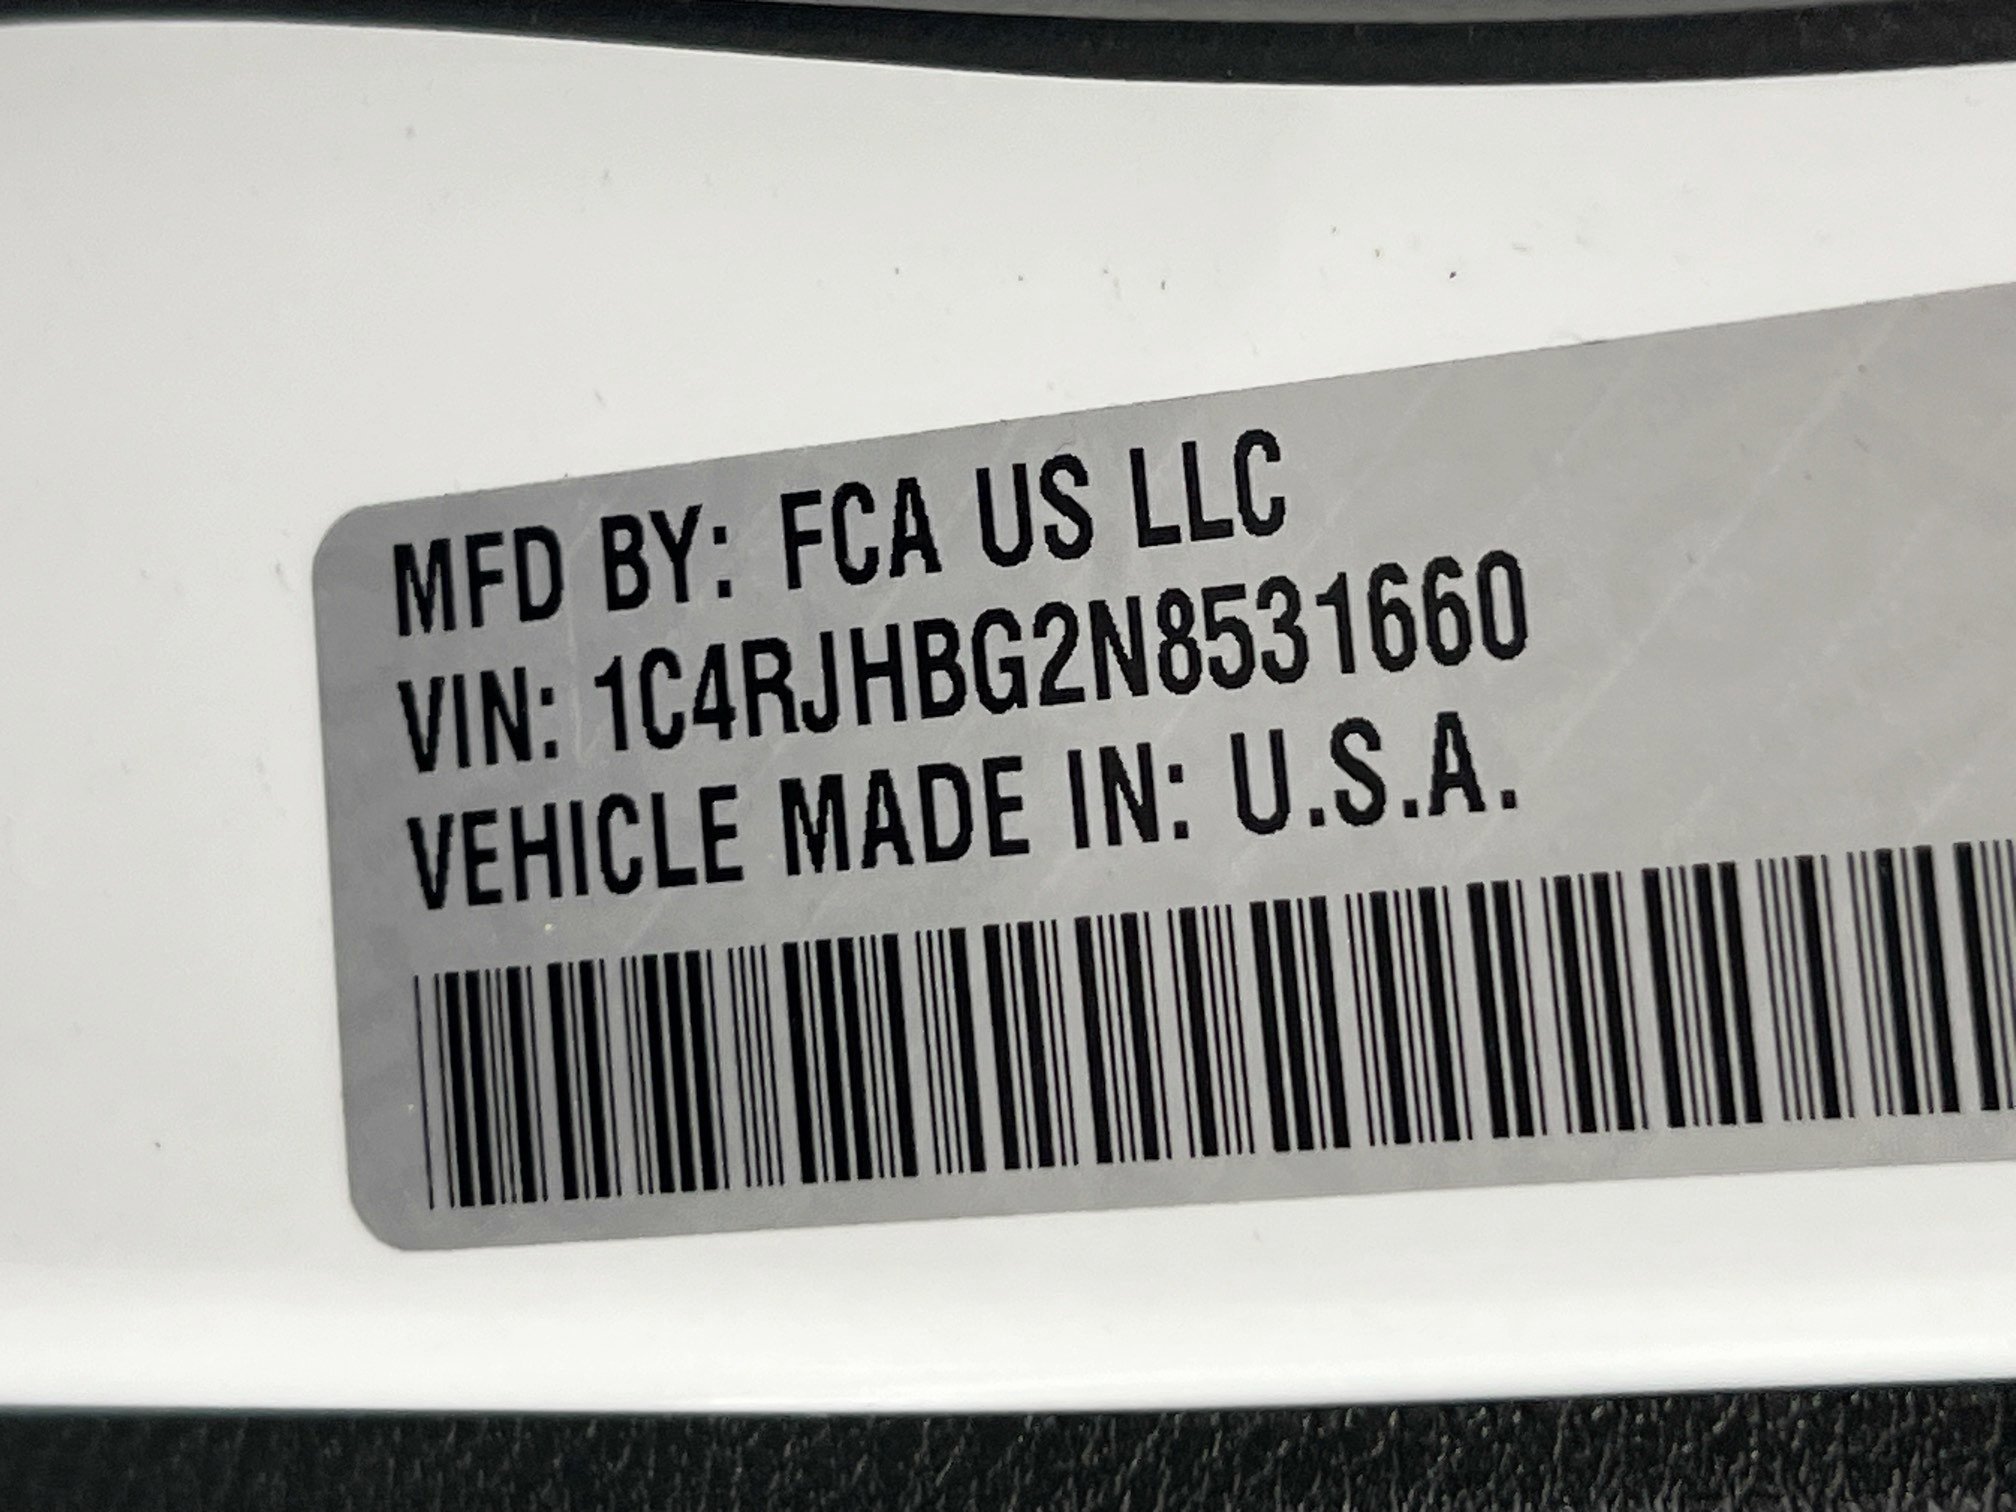 MFD BY: FCA US LLC
VIN: 1C4RJHBG2N8531660
VEHICLE MADE IN: U.S.A.